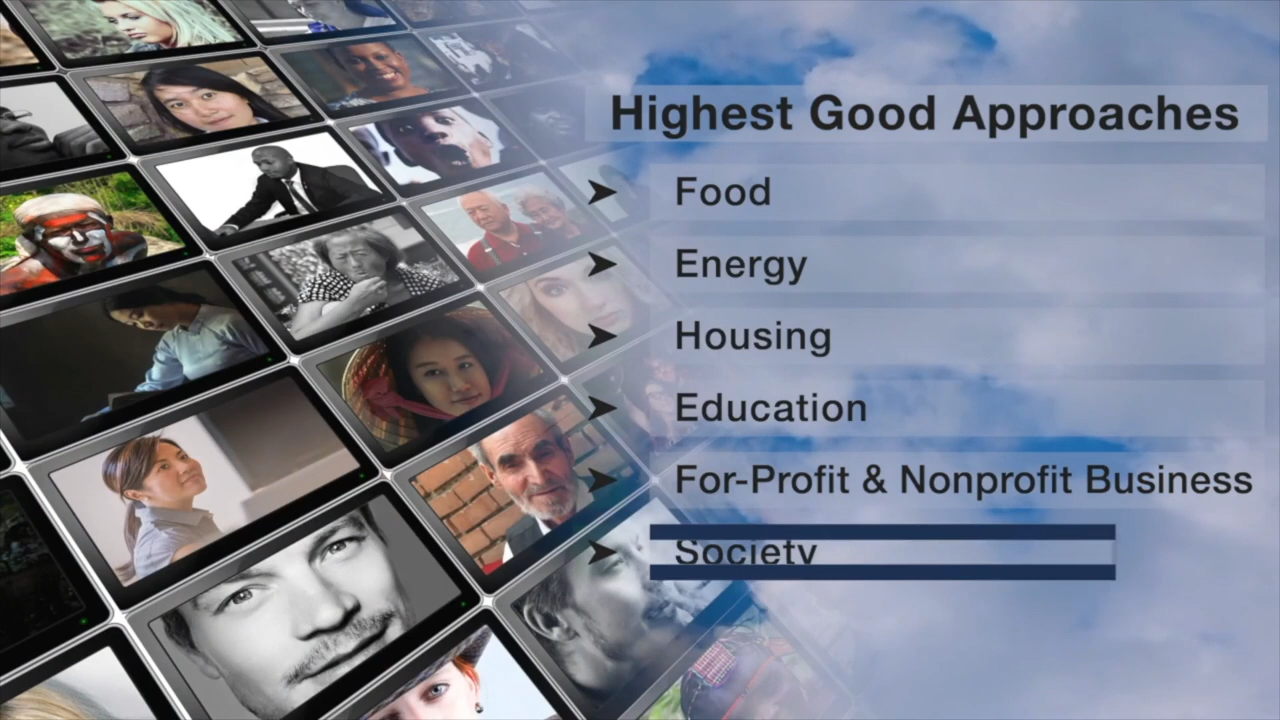 Highest Good Approaches
Food
Energy
Housing
Education
For-Profit & Nonprofit Business
Society